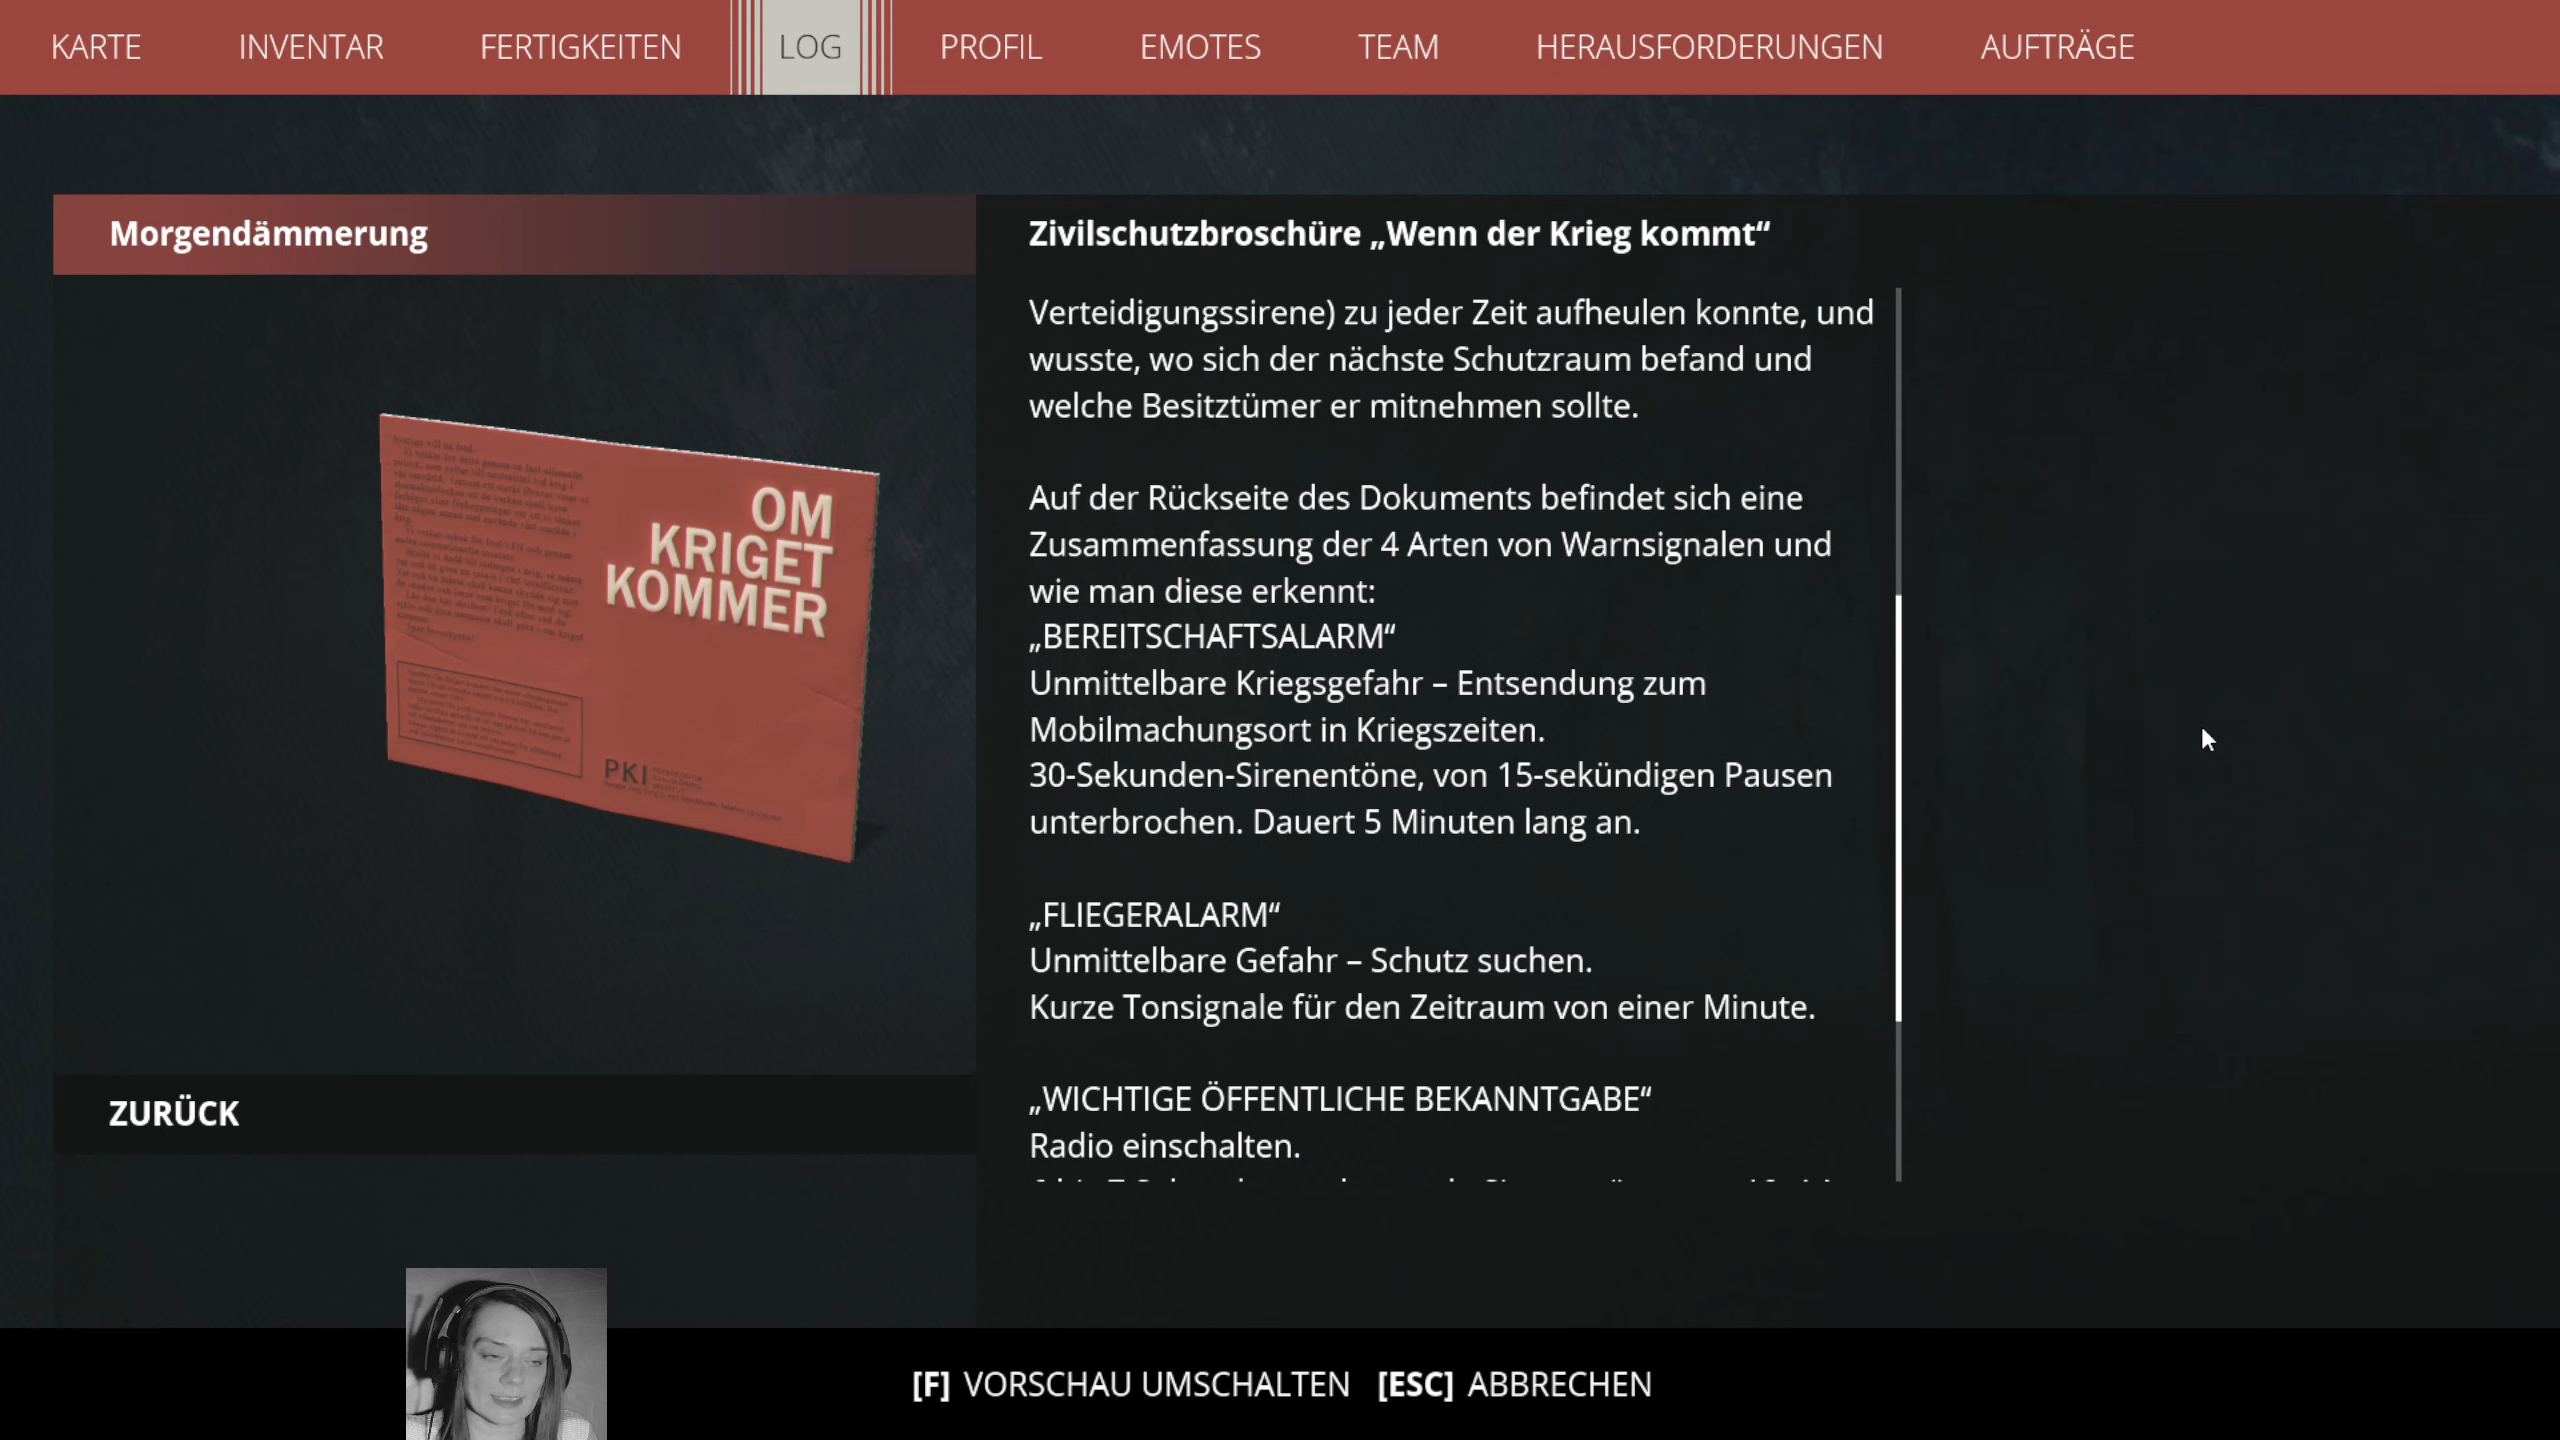 KARTE
INVENTAR
FERTIGKEITEN
LOG
PROFIL
EMOTES
TEAM
HERAUSFORDERUNGEN
AUFTRÄGE
Morgendämmerung
OM
KRIGET
KOMMER
PKI
ZURÜCK
Zivilschutzbroschüre „Wenn der Krieg kommt“
Verteidigungssirene) zu jeder Zeit aufheulen konnte, und
wusste, wo sich der nächste Schutzraum befand und
welche Besitztümer er mitnehmen sollte.
Auf der Rückseite des Dokuments befindet sich eine
Zusammenfassung der 4 Arten von Warnsignalen und
wie man diese erkennt:
„BEREITSCHAFTSALARM“
Unmittelbare Kriegsgefahr – Entsendung zum
Mobilmachungsort in Kriegszeiten.
30-Sekunden-Sirenentöne, von 15-sekündigen Pausen
unterbrochen. Dauert 5 Minuten lang an.
„FLIEGERALARM“
Unmittelbare Gefahr – Schutz suchen.
Kurze Tonsignale für den Zeitraum von einer Minute.
„WICHTIGE ÖFFENTLICHE BEKANNTGABE“
Radio einschalten.
[F] VORSCHAU UMSCHALTEN [ESC] ABBRECHEN